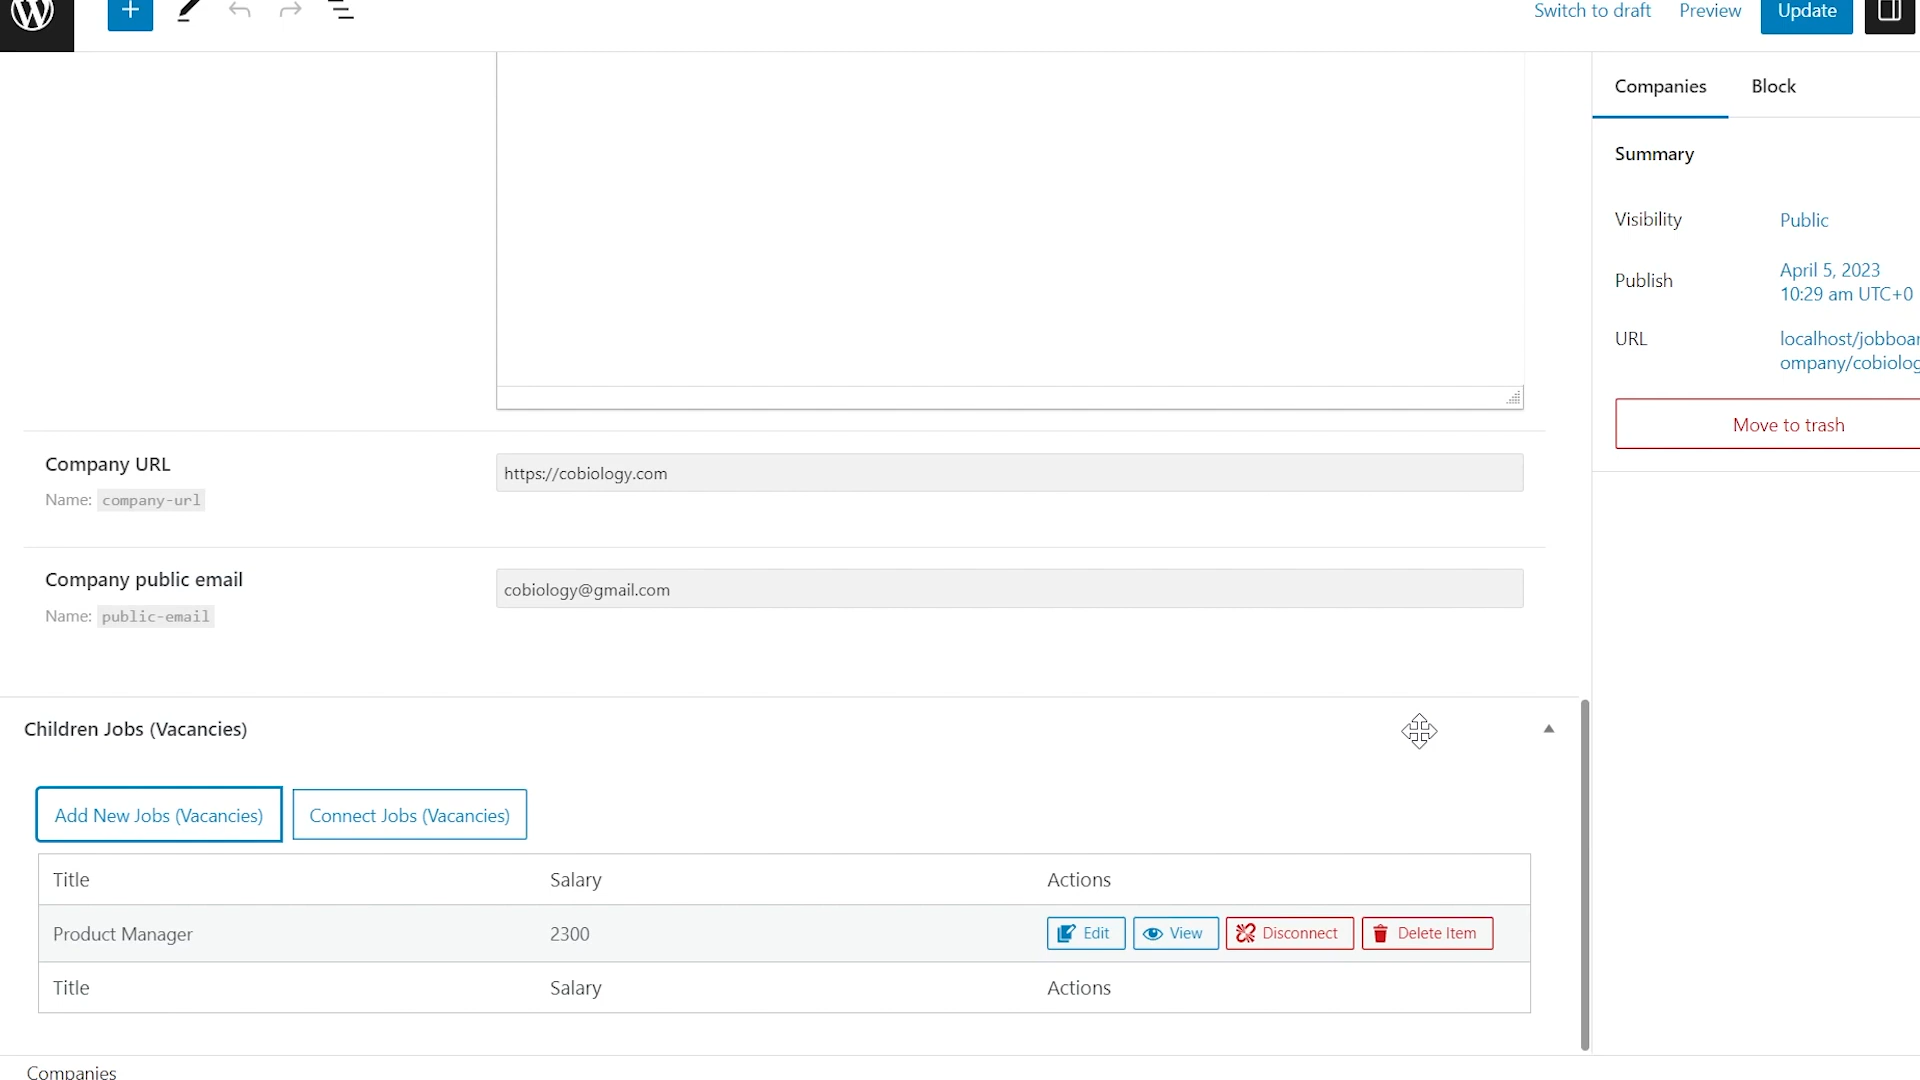 Switch to draft Preview Update
Companies Block
Summary
Visibility Public
Publish April 5, 2023
10:29 am UTC+0
URL localhost/jobboar
ompany/cobiolog
Move to trash
Company URL
Name: company-url
https://cobiology.com
Company public email
Name: public-email
cobiology@gmail.com
Children Jobs (Vacancies)
Add New Jobs (Vacancies) Connect Jobs (Vacancies)
Title Salary Actions
Product Manager 2300 Edit View Disconnect Delete Item
Title Salary Actions
Companies